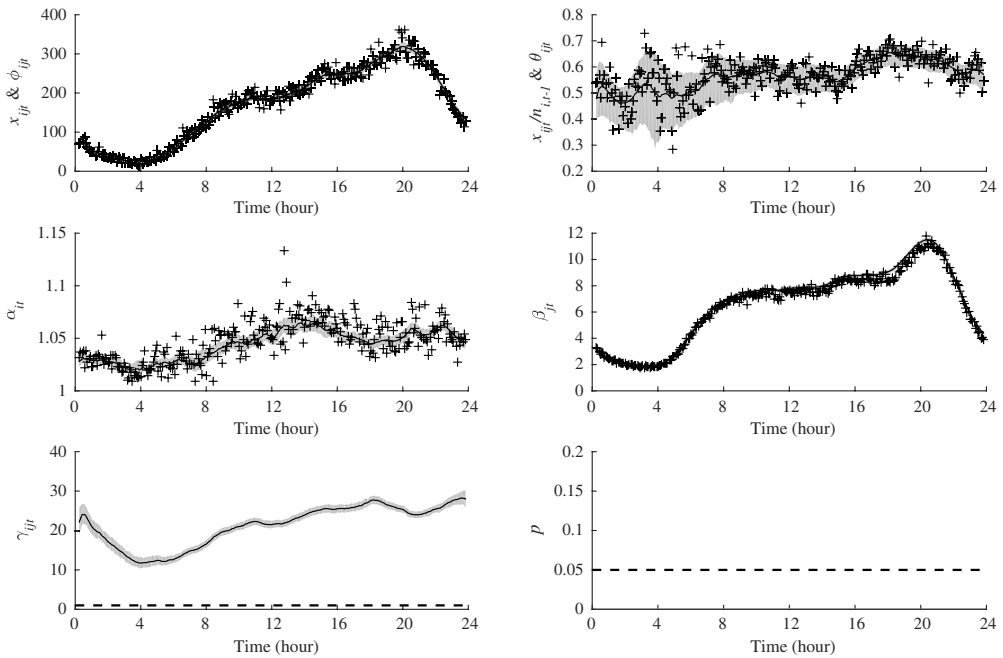 400
300
200
100
0
x_ijt & ϕ_ijt
0 4 8 12 16 20 24
Time (hour)
0.8
0.7
0.6
0.5
0.4
0.3
0.2
x_ijt/n_i,t-1 & θ_ijt
0 4 8 12 16 20 24
Time (hour)
1.15
1.1
1.05
1
α_it
0 4 8 12 16 20 24
Time (hour)
12
10
8
6
4
2
0
β_jt
0 4 8 12 16 20 24
Time (hour)
40
30
20
10
0
γ_ijt
0 4 8 12 16 20 24
Time (hour)
0.2
0.15
0.1
0.05
0
p
0 4 8 12 16 20 24
Time (hour)